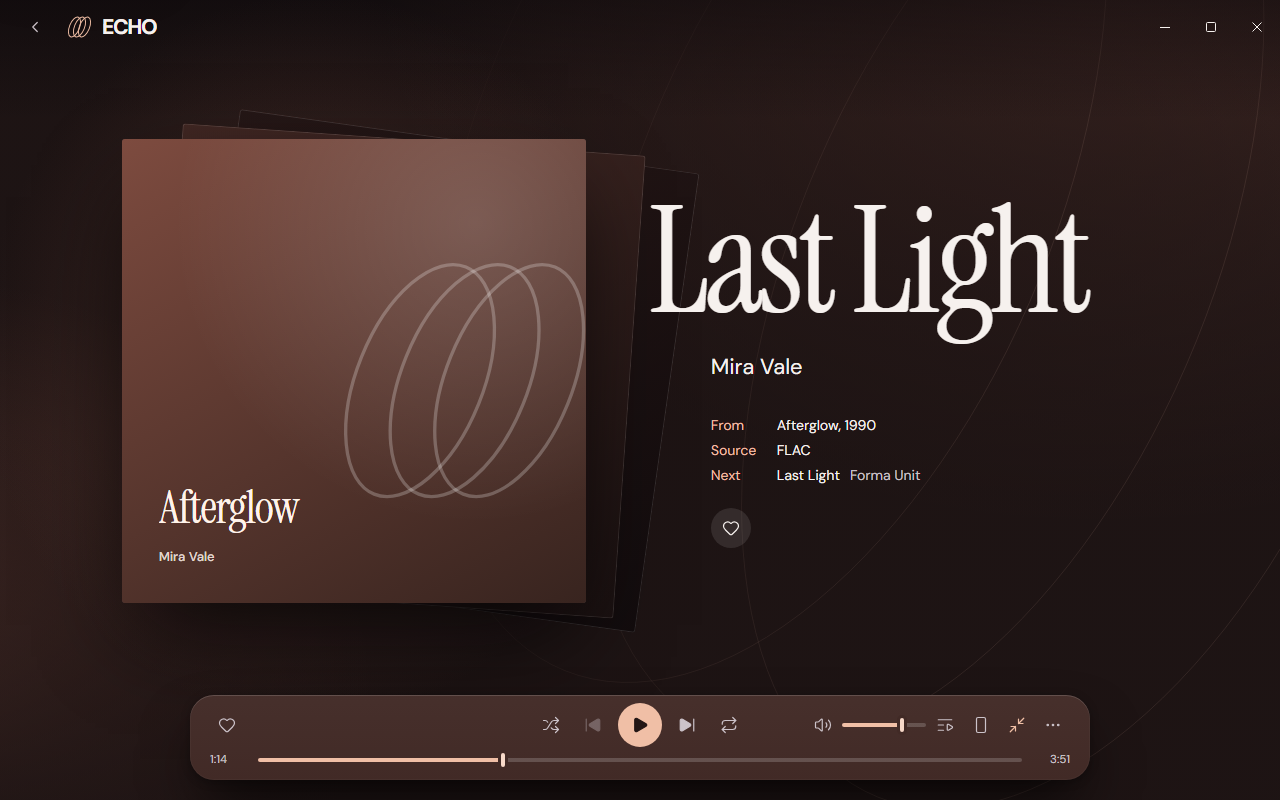 ECHO
Last Light
Mira Vale
From Afterglow, 1990
Source FLAC
Next Last Light Forma Unit
Afterglow
Mira Vale
1:14 3:51